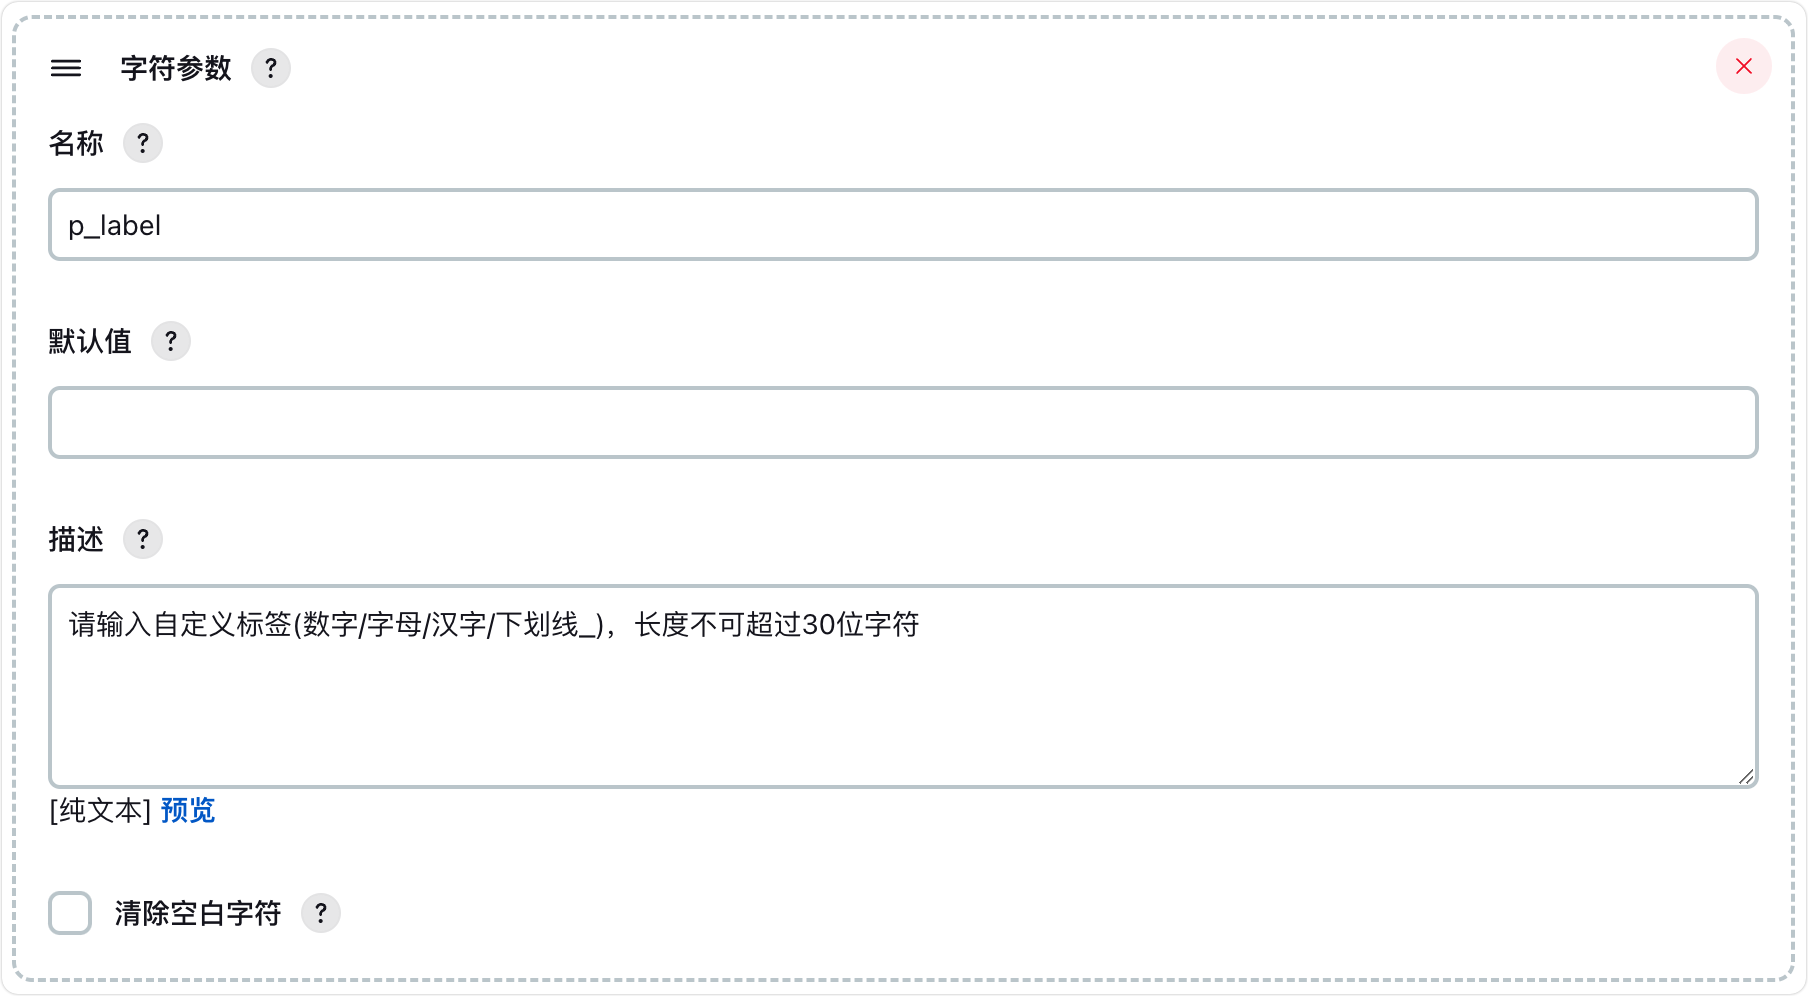 字符参数 ?
名称 ?
p_label
默认值 ?
描述 ?
请输入自定义标签(数字/字母/汉字/下划线_)，长度不可超过30位字符
[纯文本] 预览
清除空白字符 ?